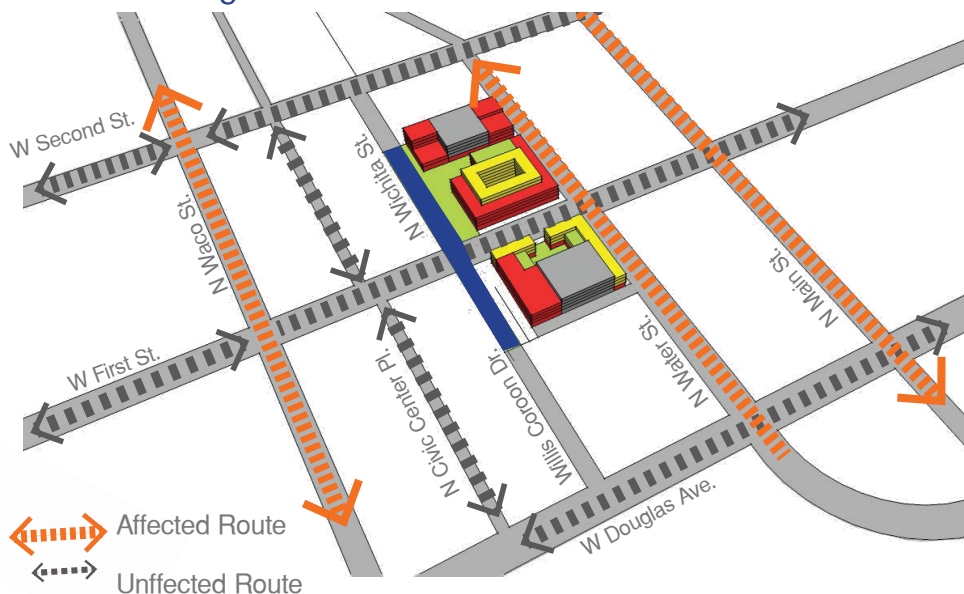 W Second St.
N Waco St.
N Wichita St.
N Main St.
W First St.
N Civic Center Pl.
Willis Coroon Dr.
N Water St.
W Douglas Ave.
Affected Route
Unffected Route